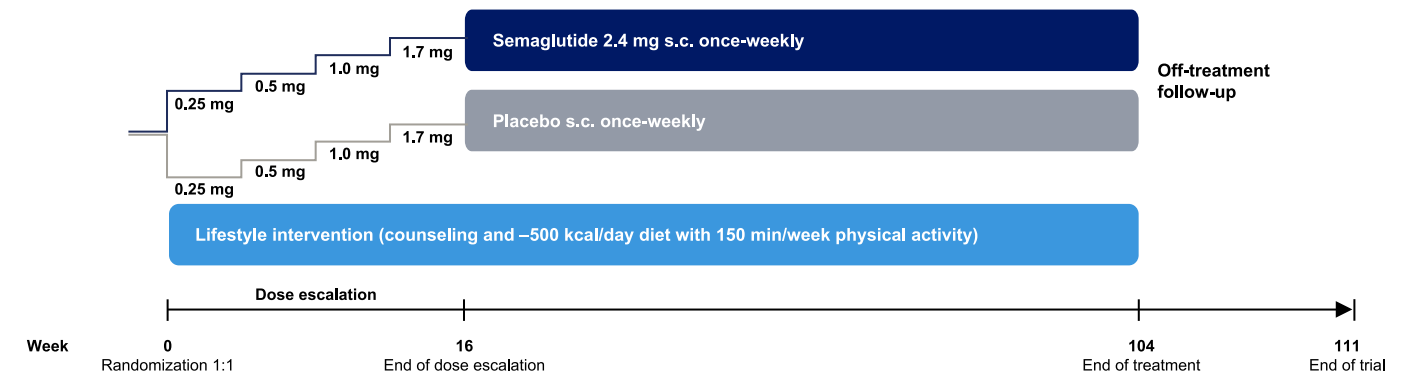 Semaglutide 2.4 mg s.c. once-weekly
0.25 mg
0.5 mg
1.0 mg
1.7 mg
Off-treatment
follow-up
Placebo s.c. once-weekly
0.25 mg
0.5 mg
1.0 mg
1.7 mg
Lifestyle intervention (counseling and –500 kcal/day diet with 150 min/week physical activity)
Dose escalation
Week
0
16
104
111
Randomization 1:1
End of dose escalation
End of treatment
End of trial